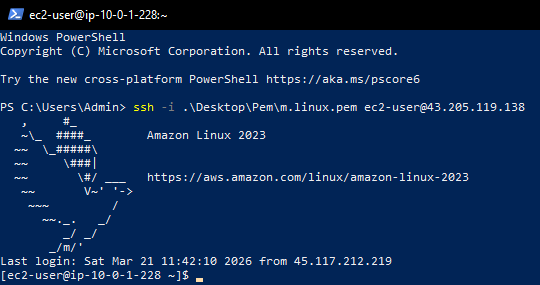 ec2-user@ip-10-0-1-228:~
Windows PowerShell
Copyright (C) Microsoft Corporation. All rights reserved.
Try the new cross-platform PowerShell https://aka.ms/pscore6
PS C:\Users\Admin> ssh -i .\Desktop\Pem\m.linux.pem ec2-user@43.205.119.138
   ,     #_
   ~\_  ####_        Amazon Linux 2023
  ~~  \_#####\
  ~~     \###|
  ~~       \#/ ___   https://aws.amazon.com/linux/amazon-linux-2023
   ~~       V~' '->
    ~~~         /
      ~~._.   _/
         _/ _/
       _/m/'
Last login: Sat Mar 21 11:42:10 2026 from 45.117.212.219
[ec2-user@ip-10-0-1-228 ~]$